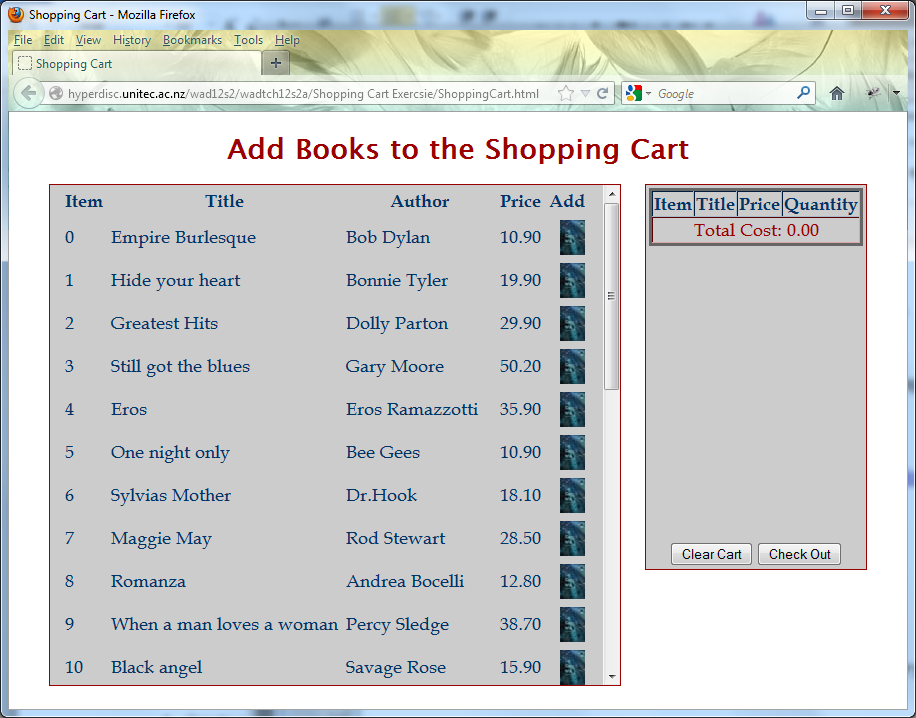 Shopping Cart - Mozilla Firefox
File Edit View History Bookmarks Tools Help
Shopping Cart
hyperdisc.unitec.ac.nz/wad12s2/wadtch12s2a/Shopping Cart Exercsie/ShoppingCart.html Google
Add Books to the Shopping Cart
Item Title Author Price Add
0 Empire Burlesque Bob Dylan 10.90
1 Hide your heart Bonnie Tyler 19.90
2 Greatest Hits Dolly Parton 29.90
3 Still got the blues Gary Moore 50.20
4 Eros Eros Ramazzotti 35.90
5 One night only Bee Gees 10.90
6 Sylvias Mother Dr.Hook 18.10
7 Maggie May Rod Stewart 28.50
8 Romanza Andrea Bocelli 12.80
9 When a man loves a woman Percy Sledge 38.70
10 Black angel Savage Rose 15.90
Item Title Price Quantity
Total Cost: 0.00
Clear Cart Check Out